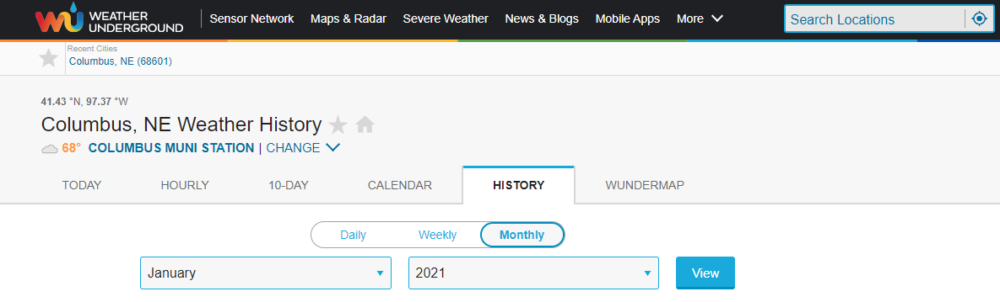 WEATHER
UNDERGROUND
Sensor Network Maps & Radar Severe Weather News & Blogs Mobile Apps More
Search Locations
Recent Cities
Columbus, NE (68601)
41.43 °N, 97.37 °W
Columbus, NE Weather History
68° COLUMBUS MUNI STATION | CHANGE
TODAY HOURLY 10-DAY CALENDAR HISTORY WUNDERMAP
Daily Weekly Monthly
January 2021 View